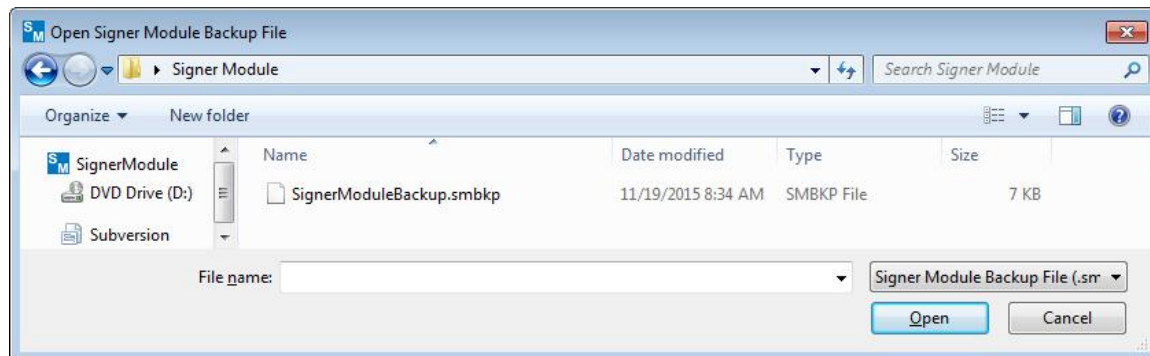 SM Open Signer Module Backup File
Signer Module Search Signer Module
Organize New folder
SM SignerModule Name Date modified Type Size
DVD Drive (D:) SignerModuleBackup.smbkp 11/19/2015 8:34 AM SMBKP File 7 KB
Subversion
File name: Signer Module Backup File (.sm
Open Cancel